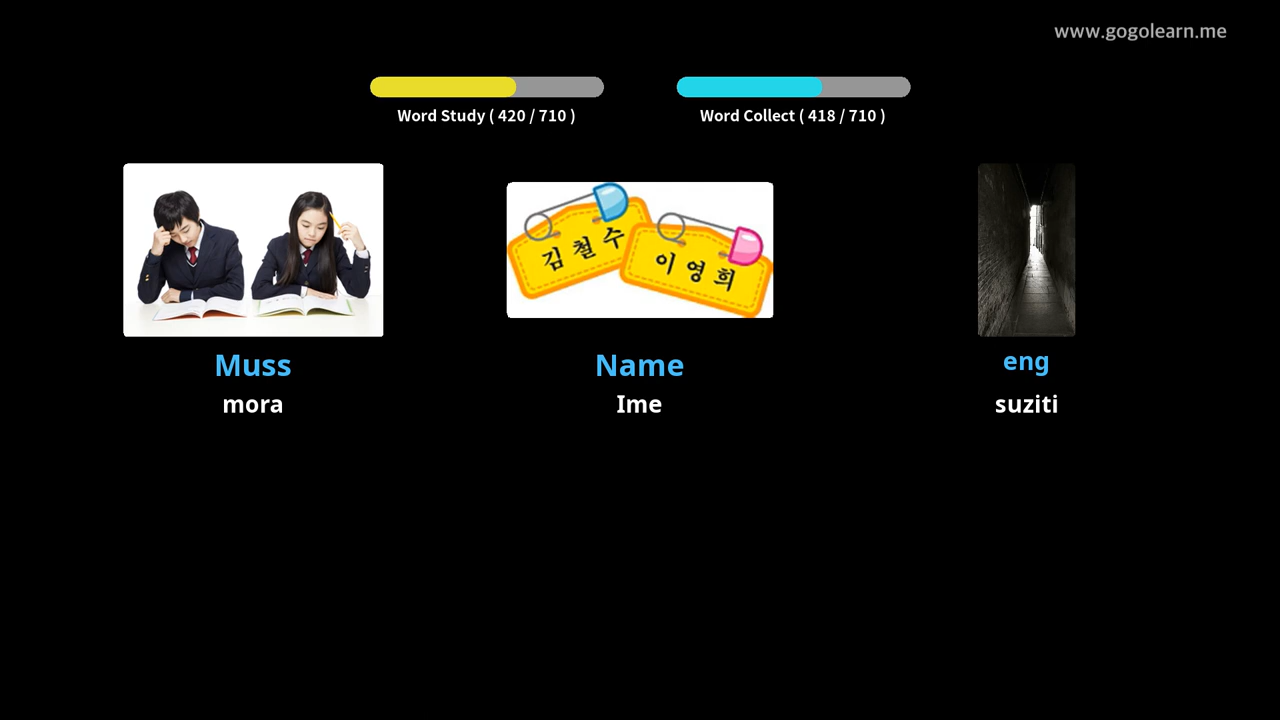 www.gogolearn.me
Word Study ( 420 / 710 )
Word Collect ( 418 / 710 )
김철수
이영희
Muss
Name
eng
mora
Ime
suziti